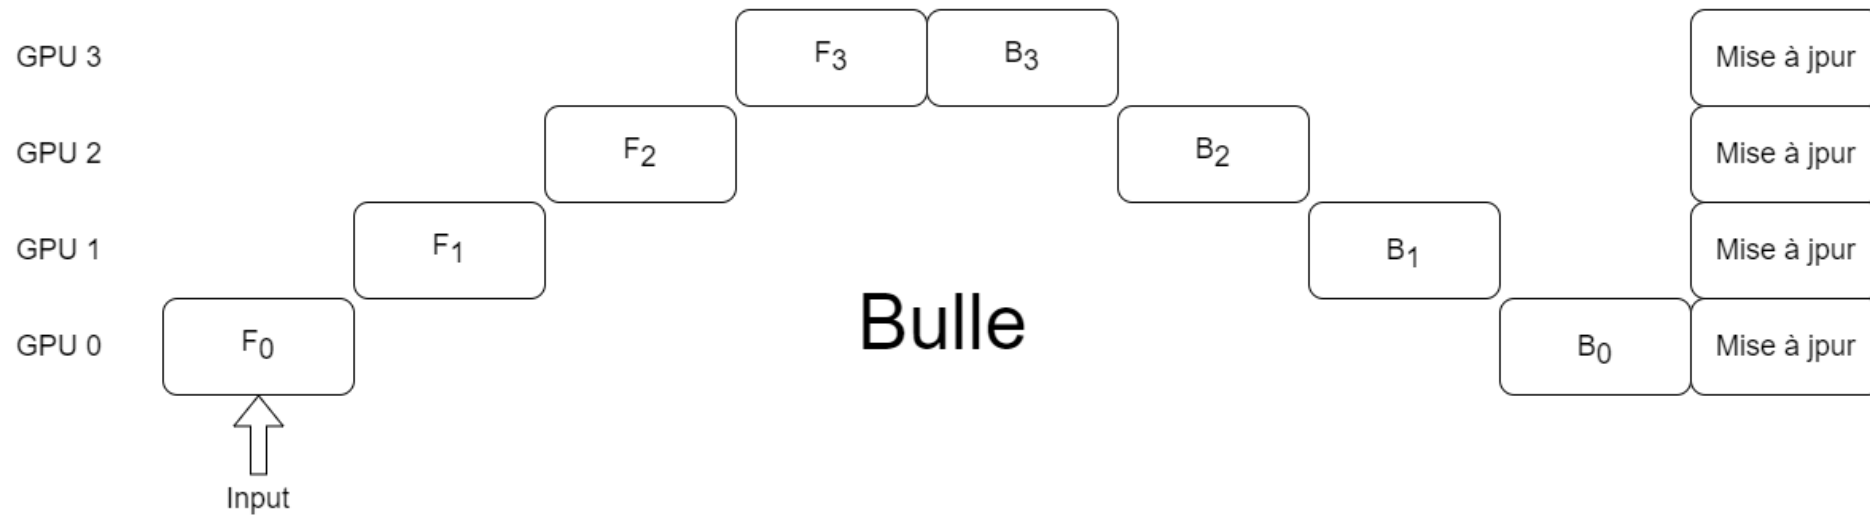 GPU 3
F3
B3
Mise à jpur
GPU 2
F2
B2
Mise à jpur
GPU 1
F1
B1
Mise à jpur
Bulle
GPU 0
F0
B0
Mise à jpur
Input